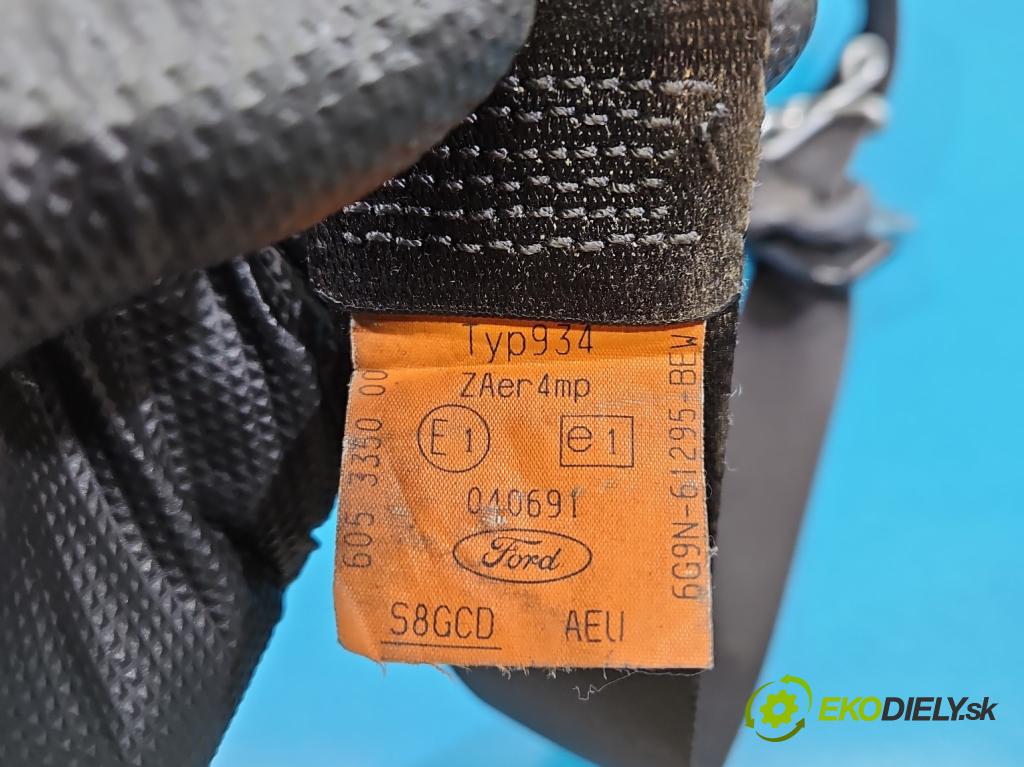 Typ934
ZAer4mp
E1
e1
040691
Ford
S8GCD AEU
605 3350 00
6G9N-61295-BEW
EKODIELY.sk